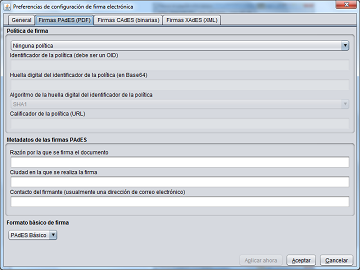 Preferencias de configuración de firma electrónica
General
Firmas PAdES (PDF)
Firmas CAdES (binarias)
Firmas XAdES (XML)
Política de firma
Ninguna política
Identificador de la política (debe ser un OID)
Huella digital del identificador de la política (en Base64)
Algoritmo de la huella digital del identificador de la política
SHA1
Calificador de la política (URL)
Metadatos de las firmas PAdES
Razón por la que se firma el documento
Ciudad en la que se realiza la firma
Contacto del firmante (usualmente una dirección de correo electrónico)
Formato básico de firma
PAdES Básico
Aplicar ahora
Aceptar
Cancelar